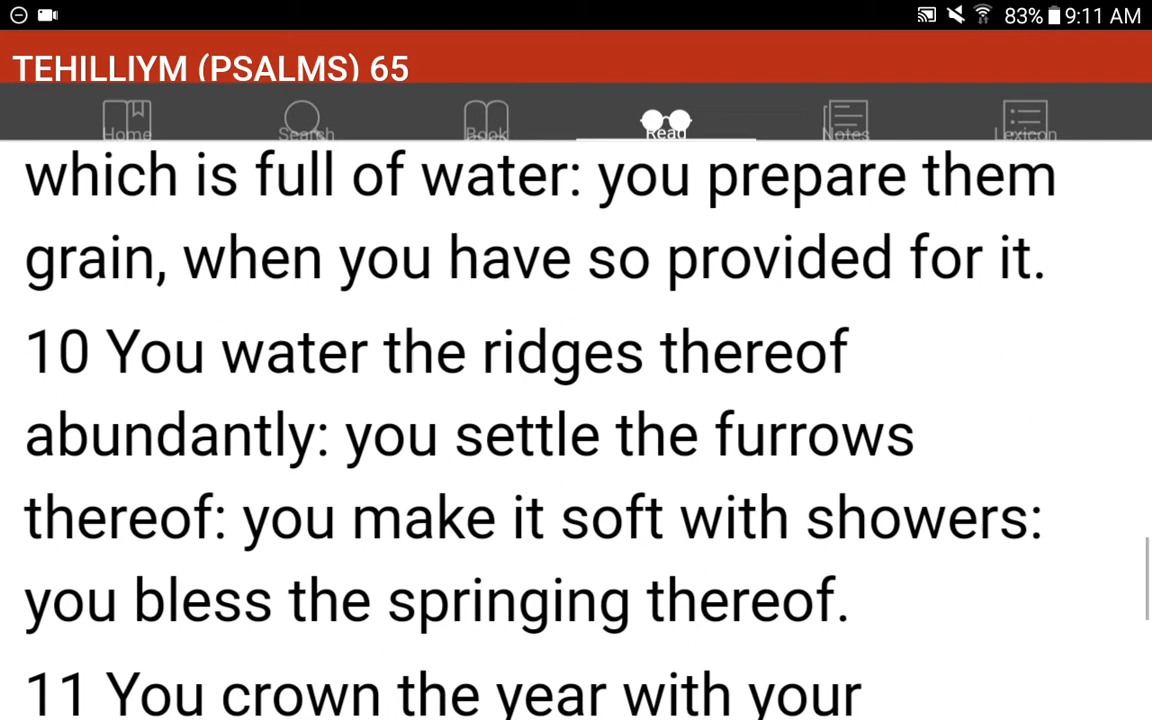 83% 9:11 AM
TEHILLIYM (PSALMS) 65
Home Search Book Read Notes Lexicon
which is full of water: you prepare them
grain, when you have so provided for it.
10 You water the ridges thereof
abundantly: you settle the furrows
thereof: you make it soft with showers:
you bless the springing thereof.
11 You crown the year with your